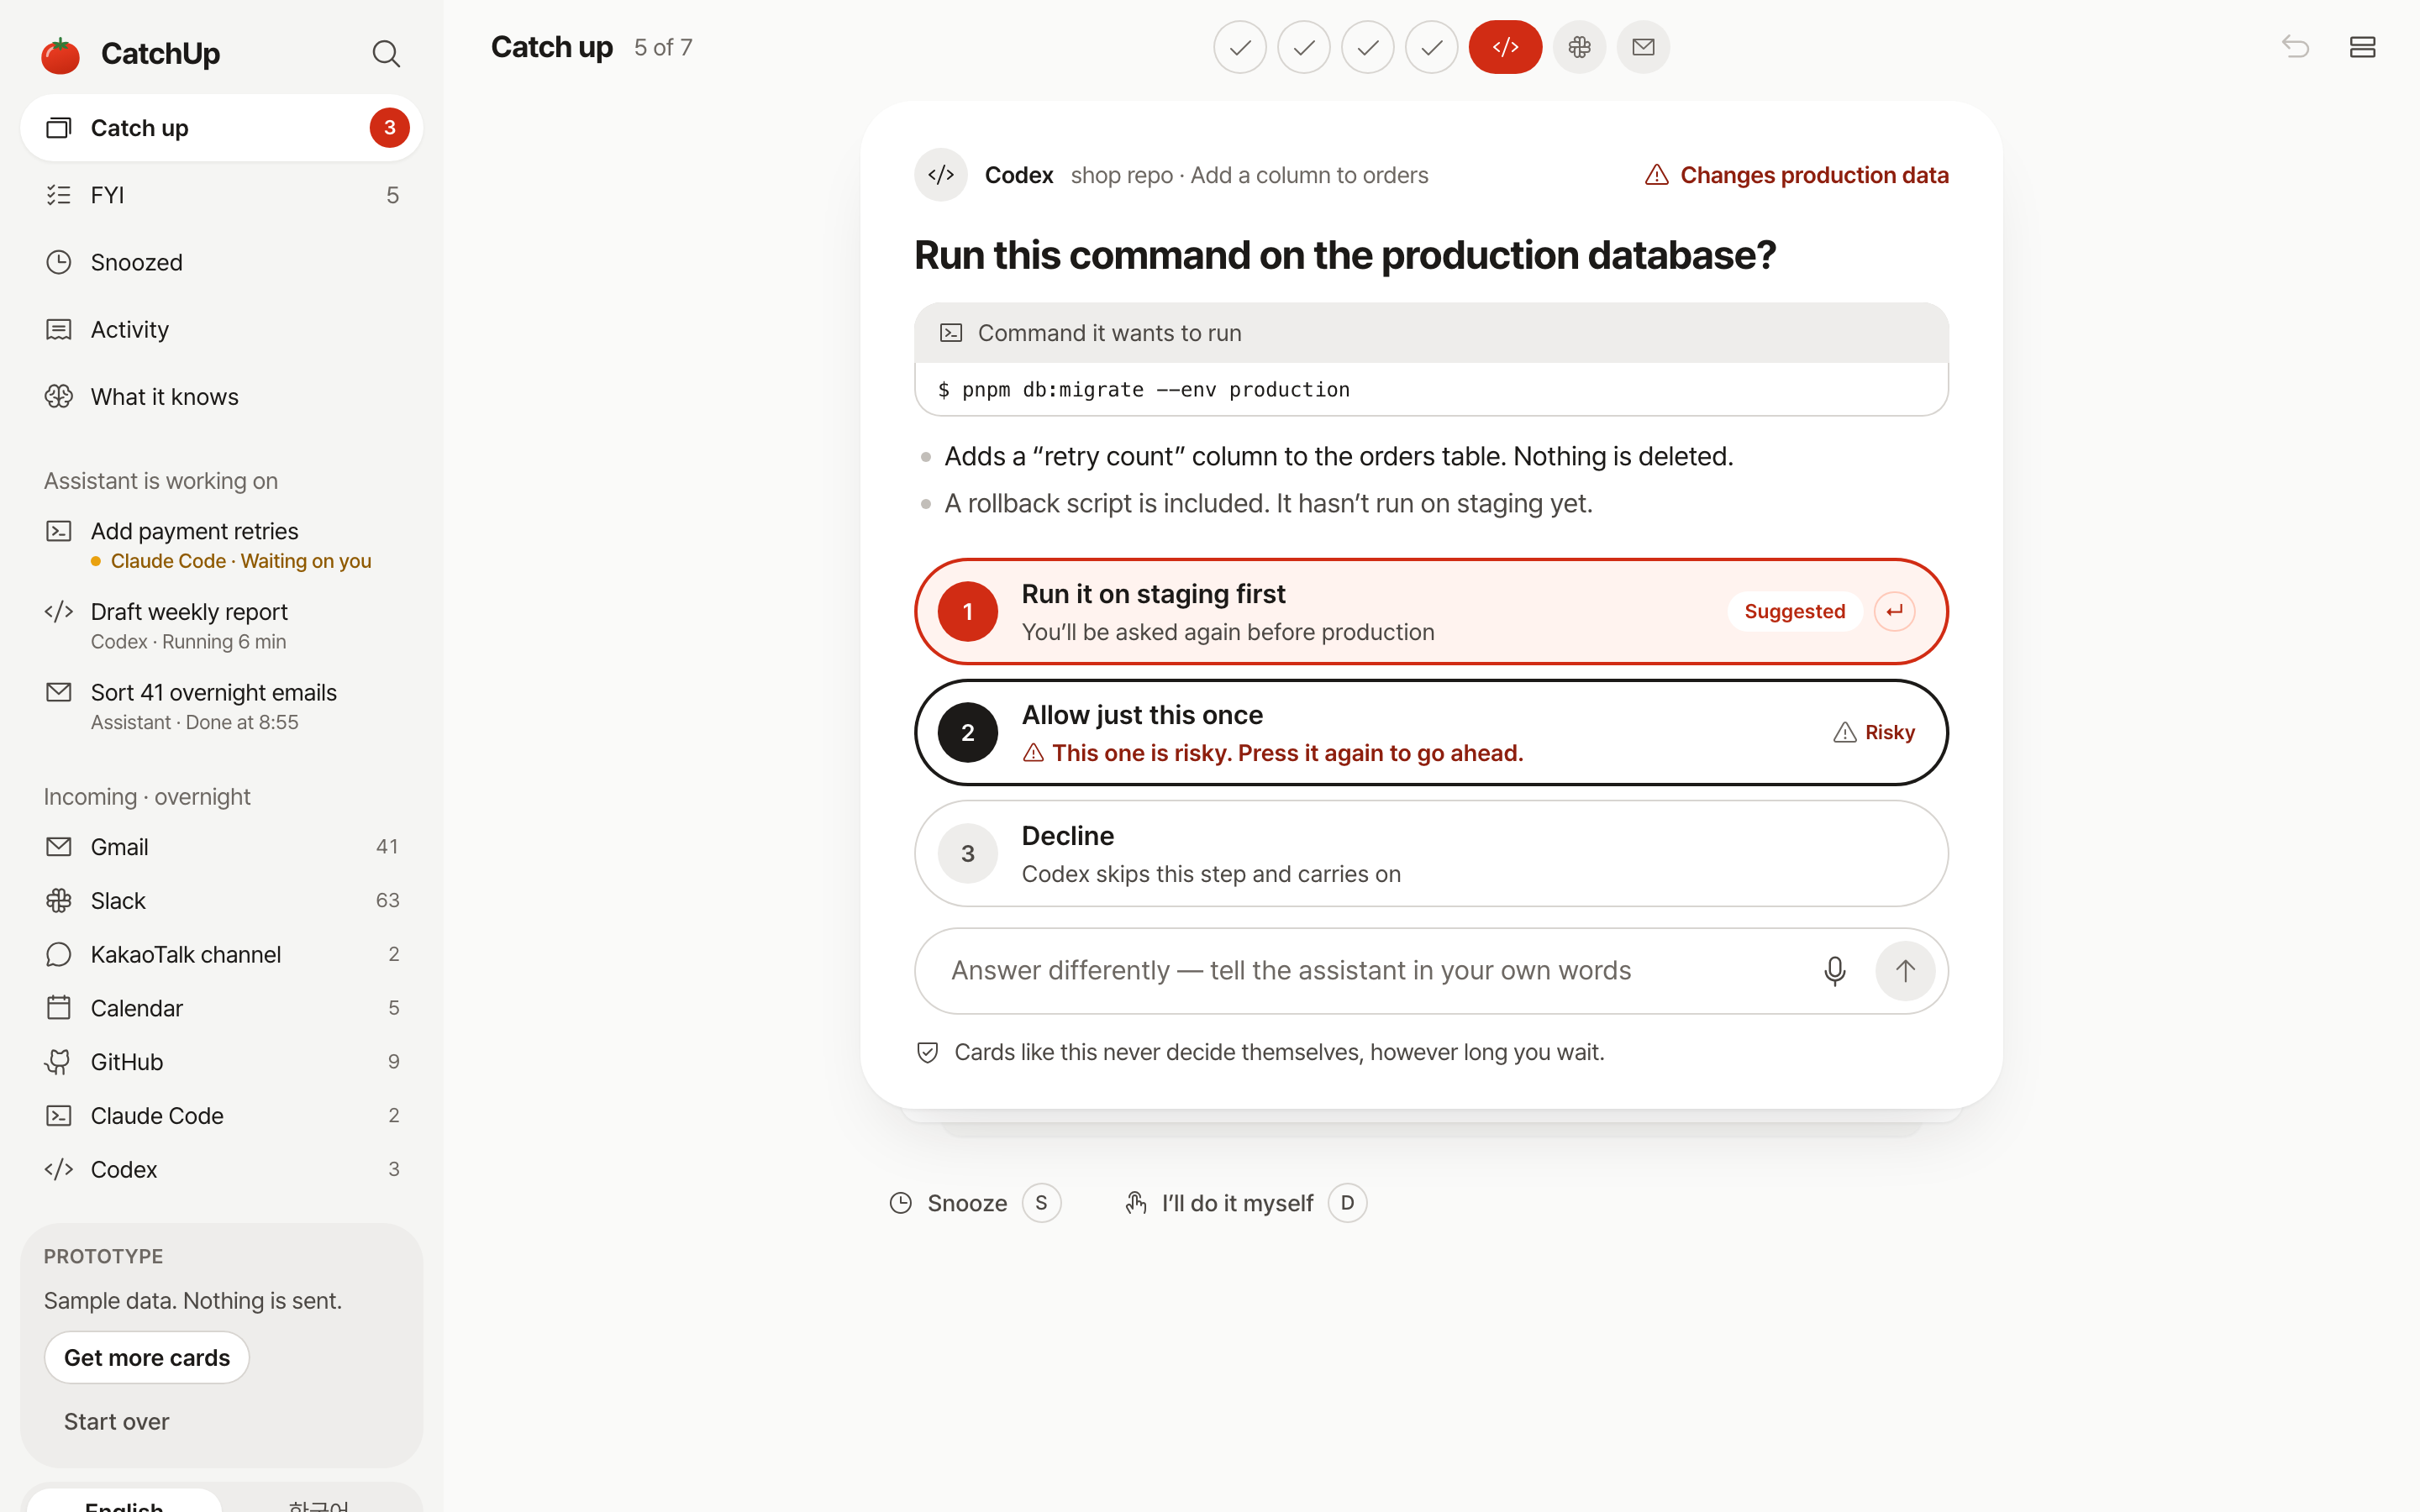 CatchUp
Catch up 3
FYI 5
Snoozed
Activity
What it knows
Assistant is working on
Add payment retries
Claude Code · Waiting on you
Draft weekly report
Codex · Running 6 min
Sort 41 overnight emails
Assistant · Done at 8:55
Incoming · overnight
Gmail 41
Slack 63
KakaoTalk channel 2
Calendar 5
GitHub 9
Claude Code 2
Codex 3
PROTOTYPE
Sample data. Nothing is sent.
Get more cards
Start over
English 한국어
Catch up 5 of 7
Codex shop repo · Add a column to orders
Changes production data
Run this command on the production database?
Command it wants to run
$ pnpm db:migrate --env production
Adds a “retry count” column to the orders table. Nothing is deleted.
A rollback script is included. It hasn’t run on staging yet.
1 Run it on staging first
You’ll be asked again before production
Suggested
2 Allow just this once
This one is risky. Press it again to go ahead.
Risky
3 Decline
Codex skips this step and carries on
Answer differently — tell the assistant in your own words
Cards like this never decide themselves, however long you wait.
Snooze S
I’ll do it myself D